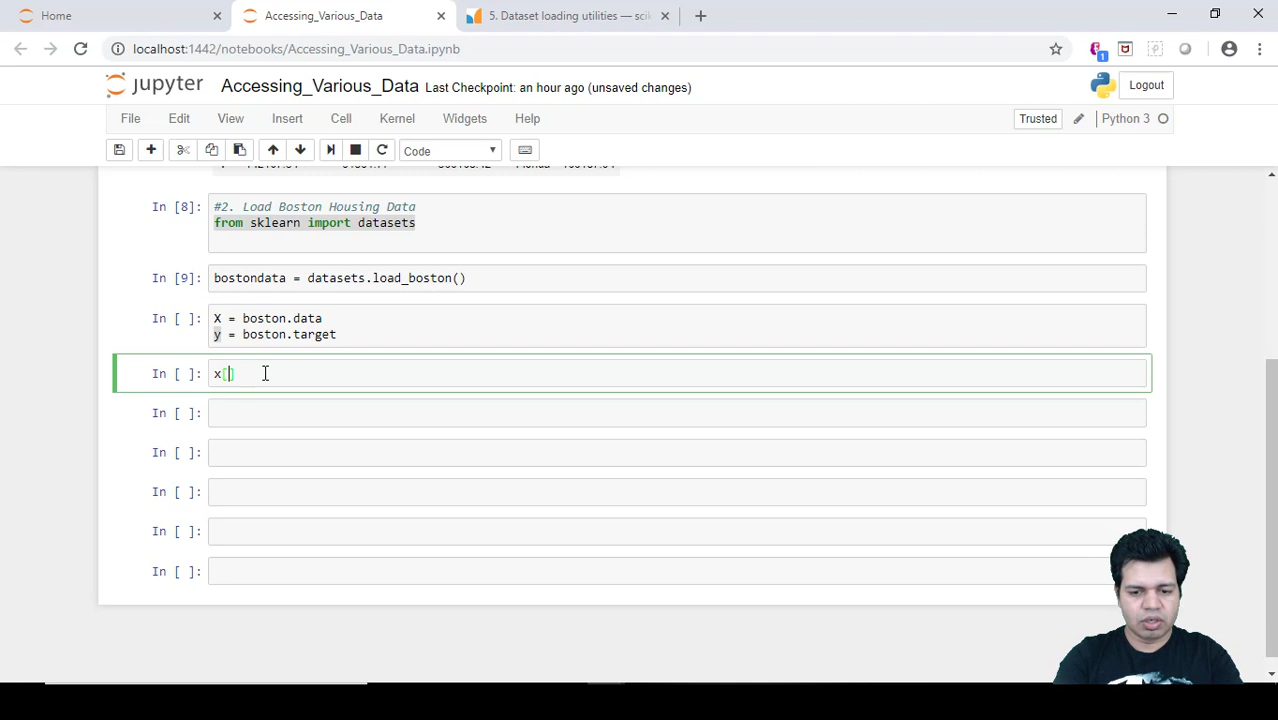 Home
Accessing_Various_Data
5. Dataset loading utilities — scik
localhost:1442/notebooks/Accessing_Various_Data.ipynb
1
jupyter Accessing_Various_Data Last Checkpoint: an hour ago (unsaved changes) Logout
File Edit View Insert Cell Kernel Widgets Help Trusted Python 3
Code
In [8]: #2. Load Boston Housing Data
from sklearn import datasets
In [9]: bostondata = datasets.load_boston()
In [ ]: X = boston.data
y = boston.target
In [ ]: x[]
In [ ]:
In [ ]:
In [ ]:
In [ ]:
In [ ]: